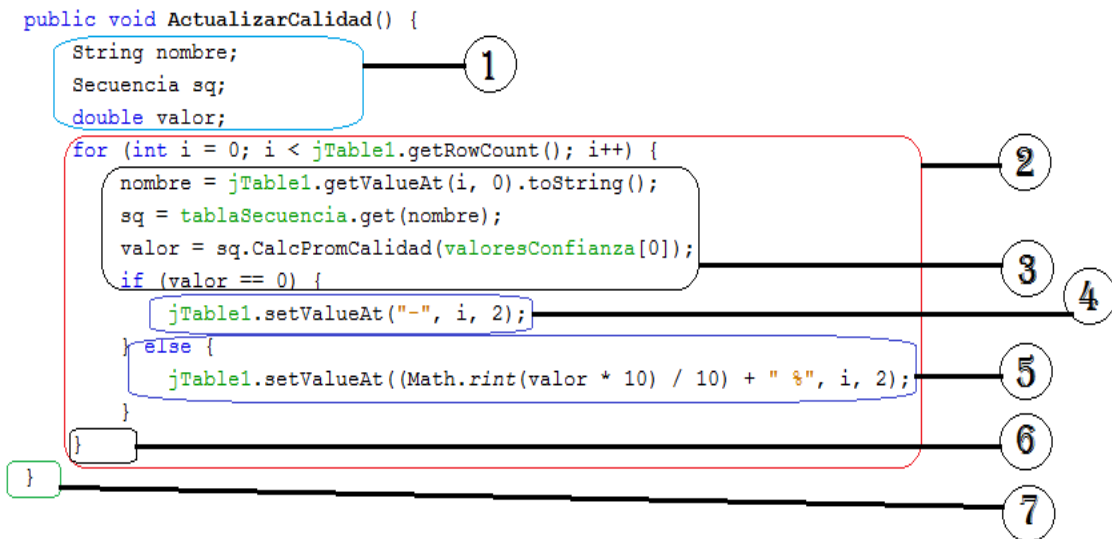 public void ActualizarCalidad() {
String nombre;
1
Secuencia sq;
double valor;
for (int i = 0; i < jTable1.getRowCount(); i++) {
2
nombre = jTable1.getValueAt(i, 0).toString();
sq = tablaSecuencia.get(nombre);
valor = sq.CalcPromCalidad(valoresConfianza[0]);
3
if (valor == 0) {
4
jTable1.setValueAt("-", i, 2);
} else {
5
jTable1.setValueAt((Math.rint(valor * 10) / 10) + " %", i, 2);
}
}
6
}
7